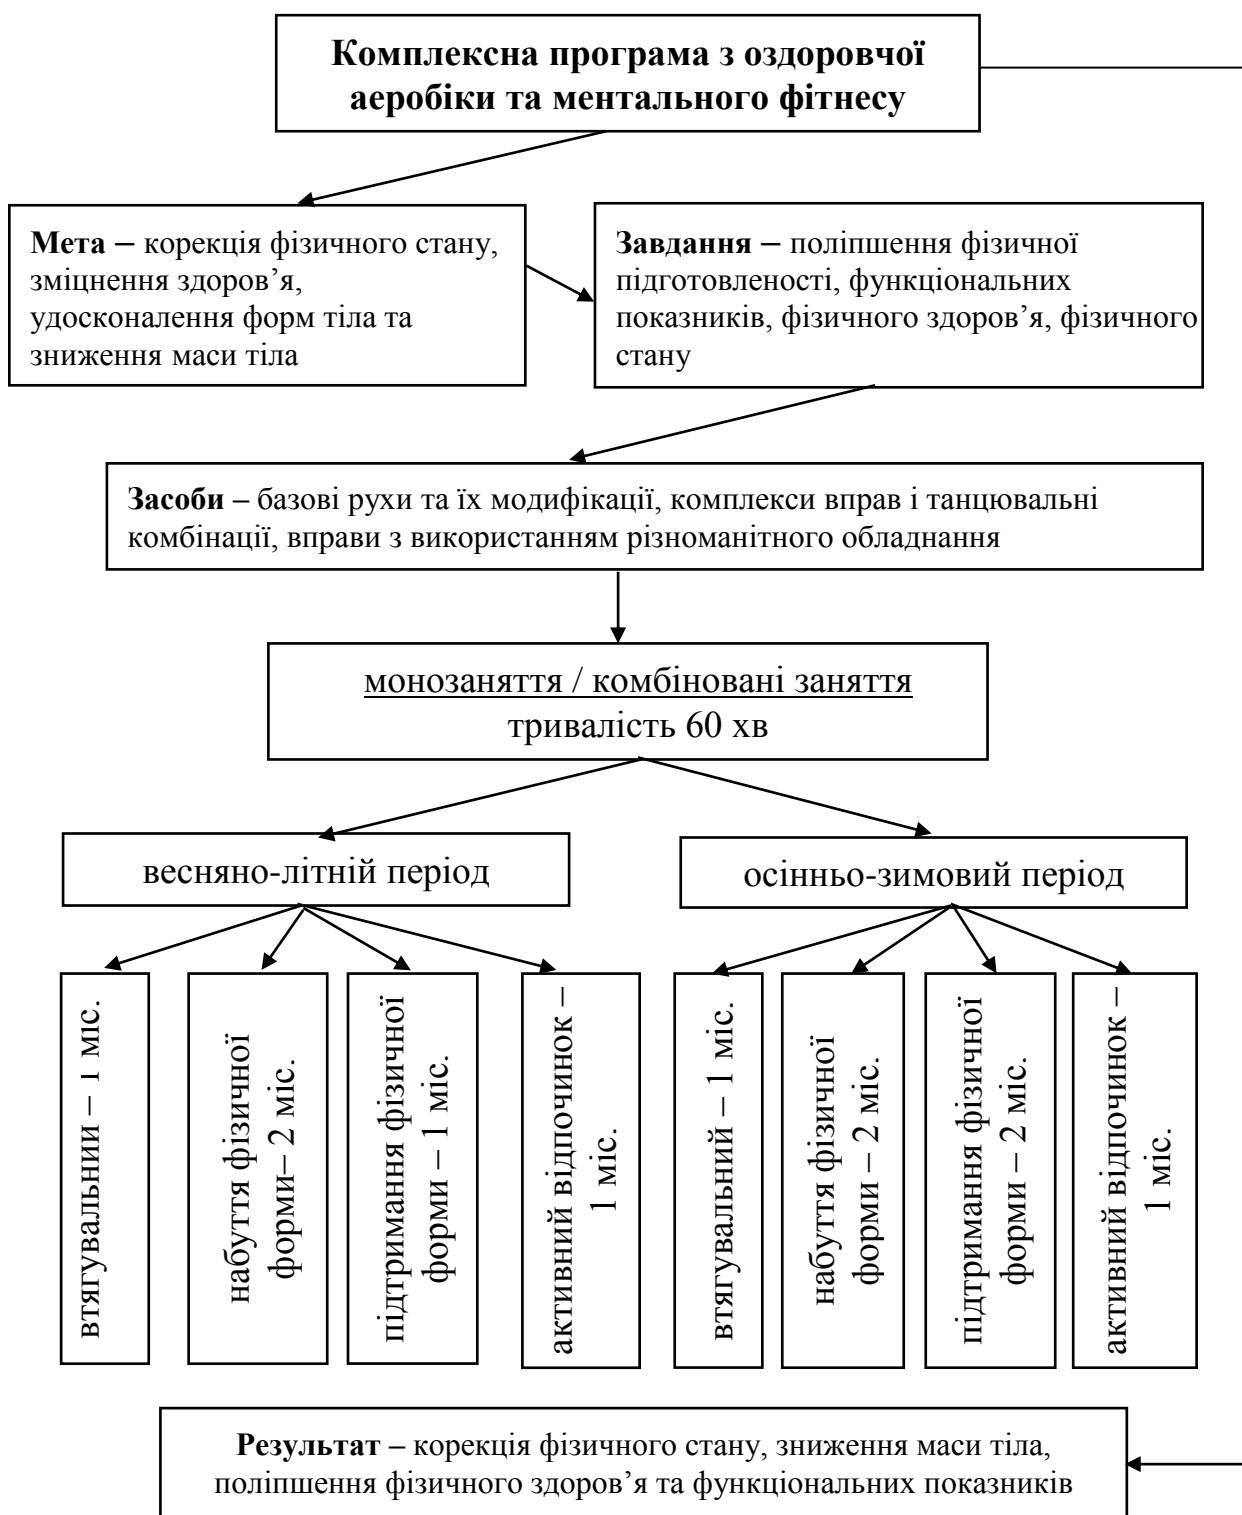 Комплексна програма з оздоровчої
аеробіки та ментального фітнесу
Мета – корекція фізичного стану,
зміцнення здоров’я,
удосконалення форм тіла та
зниження маси тіла
Завдання – поліпшення фізичної
підготовленості, функціональних
показників, фізичного здоров’я, фізичного
стану
Засоби – базові рухи та їх модифікації, комплекси вправ і танцювальні
комбінації, вправи з використанням різноманітного обладнання
монозаняття / комбіновані заняття
тривалість 60 хв
весняно-літній період
осінньо-зимовий період
втягувальний – 1 міс.
набуття фізичної
форми– 2 міс.
підтримання фізичної
форми – 1 міс.
активний відпочинок –
1 міс.
втягувальний – 1 міс.
набуття фізичної
форми – 2 міс.
підтримання фізичної
форми – 2 міс.
активний відпочинок –
1 міс.
Результат – корекція фізичного стану, зниження маси тіла,
поліпшення фізичного здоров’я та функціональних показників